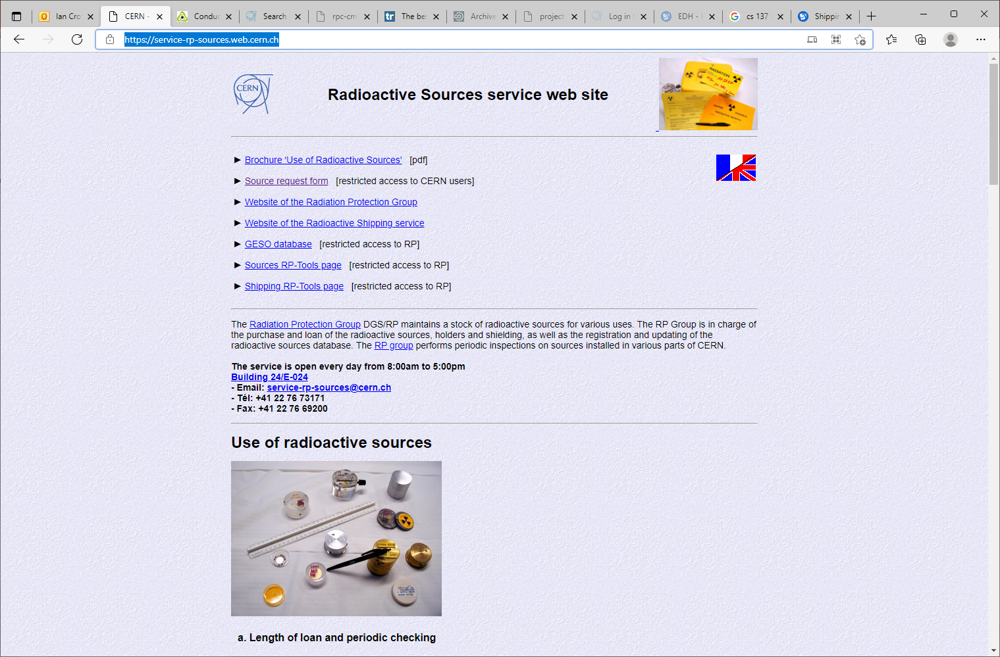 Ian Cro
CERN -
Conduc
Search
rpc-cm
The bes
Archive
project
Log in t
EDH -
cs 137
Shippin
https://service-rp-sources.web.cern.ch
CERN
Radioactive Sources service web site
RADIATION
► Brochure 'Use of Radioactive Sources' [pdf]
► Source request form [restricted access to CERN users]
► Website of the Radiation Protection Group
► Website of the Radioactive Shipping service
► GESO database [restricted access to RP]
► Sources RP-Tools page [restricted access to RP]
► Shipping RP-Tools page [restricted access to RP]
The Radiation Protection Group DGS/RP maintains a stock of radioactive sources for various uses. The RP Group is in charge of
the purchase and loan of the radioactive sources, holders and shielding, as well as the registration and updating of the
radioactive sources database. The RP group performs periodic inspections on sources installed in various parts of CERN.
The service is open every day from 8:00am to 5:00pm
Building 24/E-024
- Email: service-rp-sources@cern.ch
- Tél: +41 22 76 73171
- Fax: +41 22 76 69200
Use of radioactive sources
a. Length of loan and periodic checking